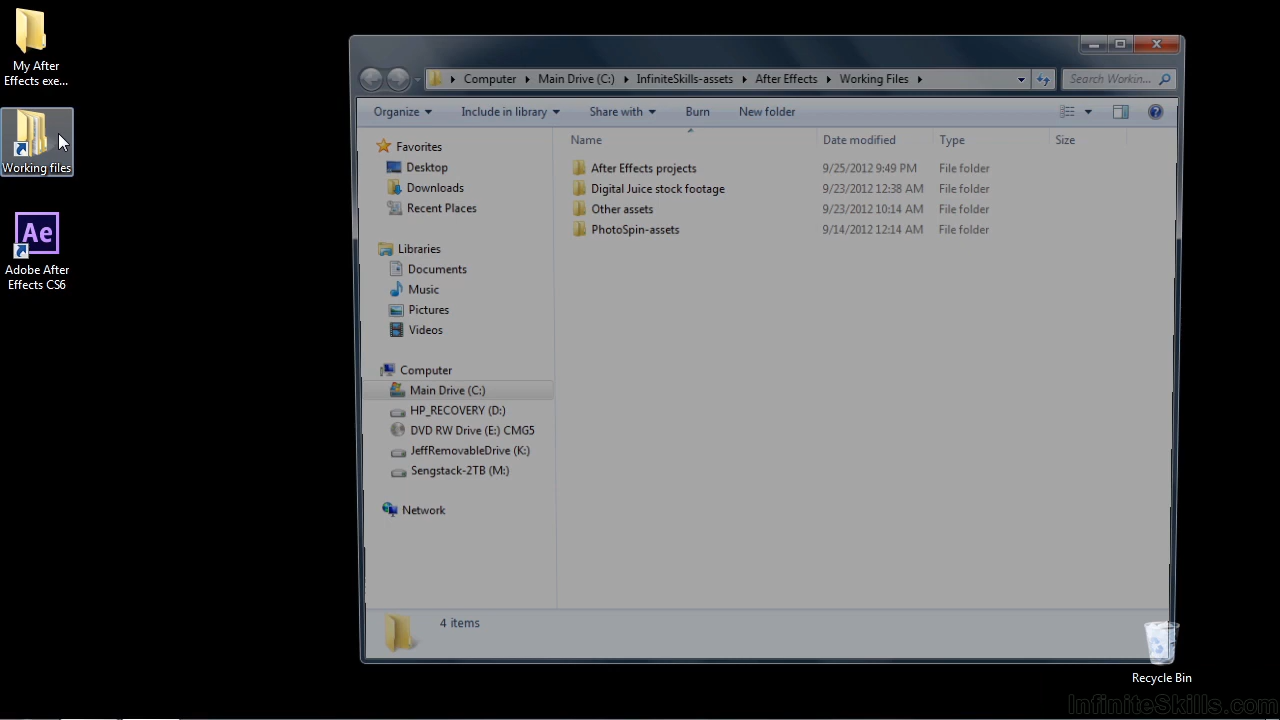 My After
Effects exe...
Working files
Adobe After
Effects CS6
Computer Main Drive (C:) InfiniteSkills-assets After Effects Working Files
Search Workin...
Organize Include in library Share with Burn New folder
Favorites
Desktop
Downloads
Recent Places
Libraries
Documents
Music
Pictures
Videos
Computer
Main Drive (C:)
HP_RECOVERY (D:)
DVD RW Drive (E:) CMG5
JeffRemovableDrive (K:)
Sengstack-2TB (M:)
Network
Name Date modified Type Size
After Effects projects 9/25/2012 9:49 PM File folder
Digital Juice stock footage 9/23/2012 12:38 AM File folder
Other assets 9/23/2012 10:14 AM File folder
PhotoSpin-assets 9/14/2012 12:14 AM File folder
4 items
Recycle Bin
InfiniteSkills.com
Ae